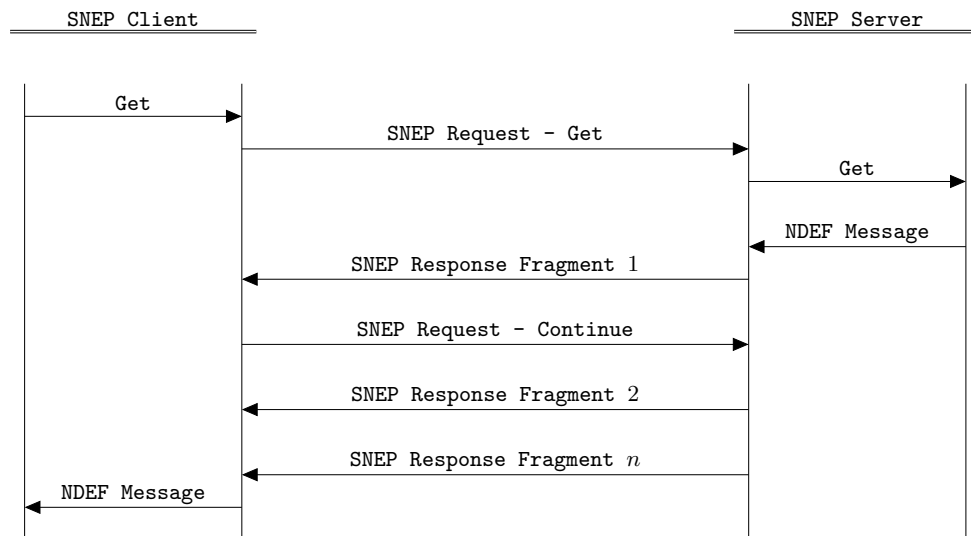 SNEP Client
SNEP Server
Get
SNEP Request - Get
Get
NDEF Message
SNEP Response Fragment 1
SNEP Request - Continue
SNEP Response Fragment 2
SNEP Response Fragment n
NDEF Message